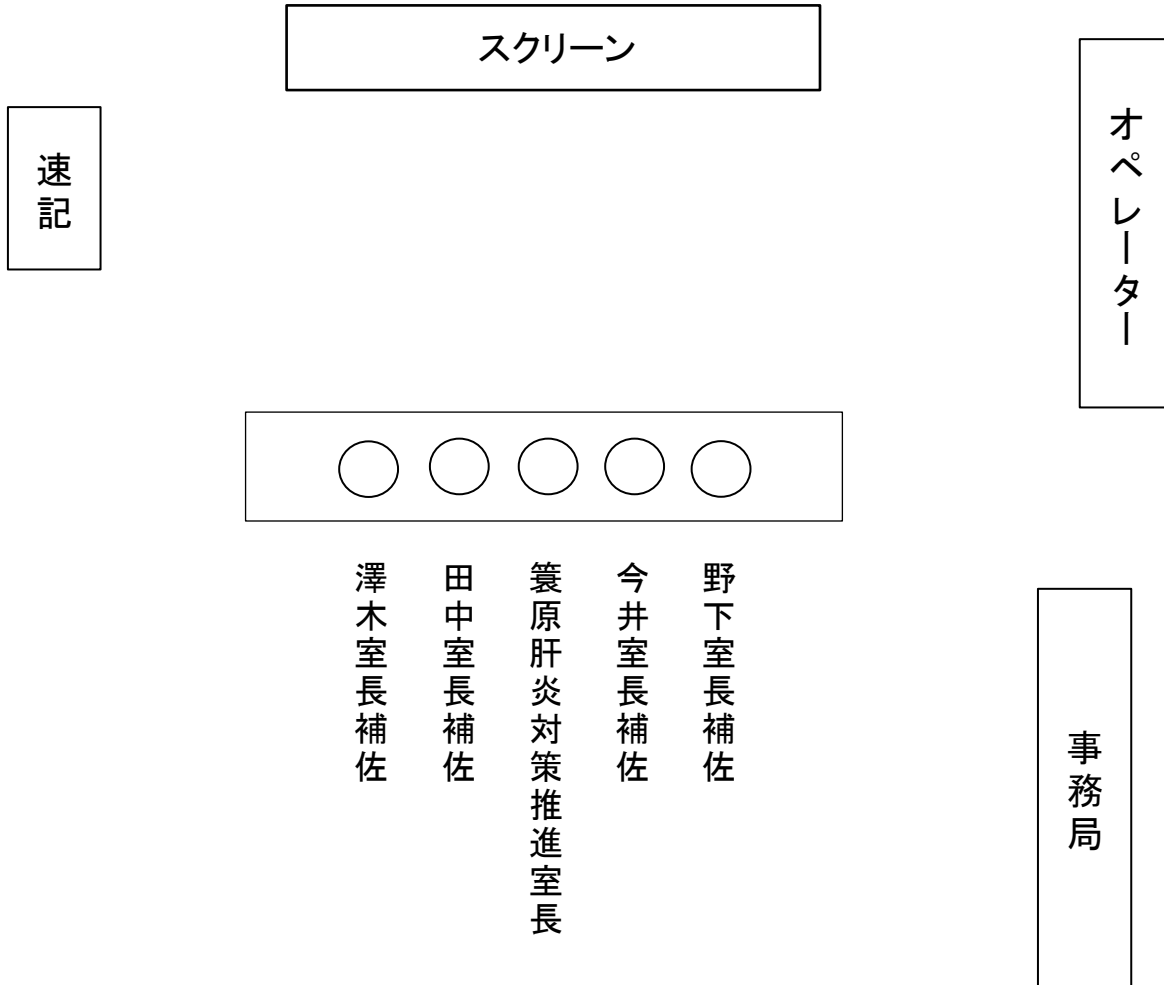 スクリーン
速記
オペレーター
澤木室長補佐
田中室長補佐
簑原肝炎対策推進室長
今井室長補佐
野下室長補佐
事務局